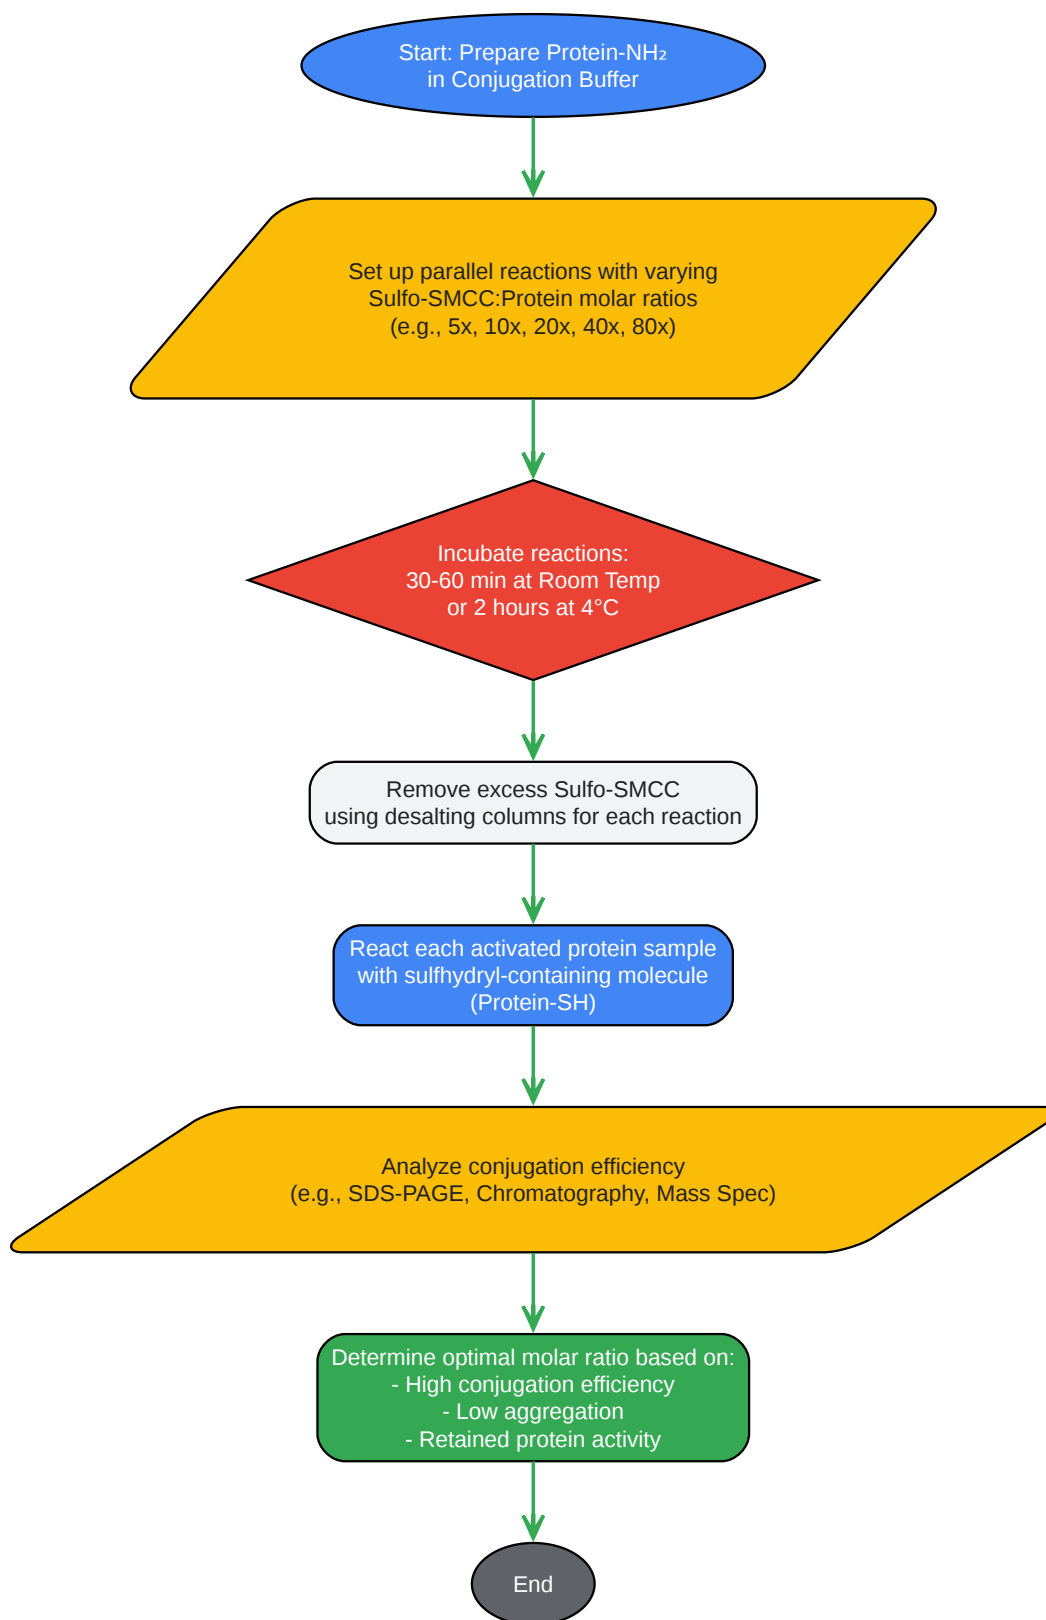 Start: Prepare Protein-NH₂
in Conjugation Buffer
Set up parallel reactions with varying
Sulfo-SMCC:Protein molar ratios
(e.g., 5x, 10x, 20x, 40x, 80x)
Incubate reactions:
30-60 min at Room Temp
or 2 hours at 4°C
Remove excess Sulfo-SMCC
using desalting columns for each reaction
React each activated protein sample
with sulfhydryl-containing molecule
(Protein-SH)
Analyze conjugation efficiency
(e.g., SDS-PAGE, Chromatography, Mass Spec)
Determine optimal molar ratio based on:
- High conjugation efficiency
- Low aggregation
- Retained protein activity
End